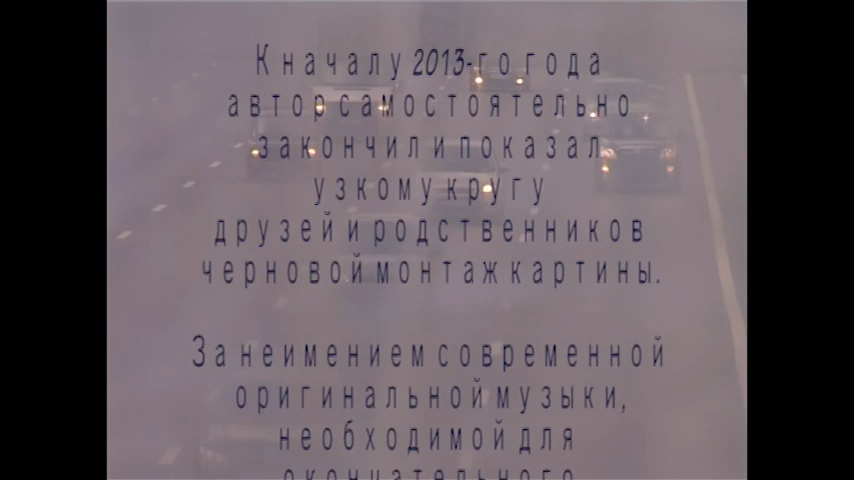 К началу 2013-го года
автор самостоятельно
закончил и показал
узкому кругу
друзей и родственников
черновой монтаж картины.
За неимением современной
оригинальной музыки,
необходимой для
окончательного